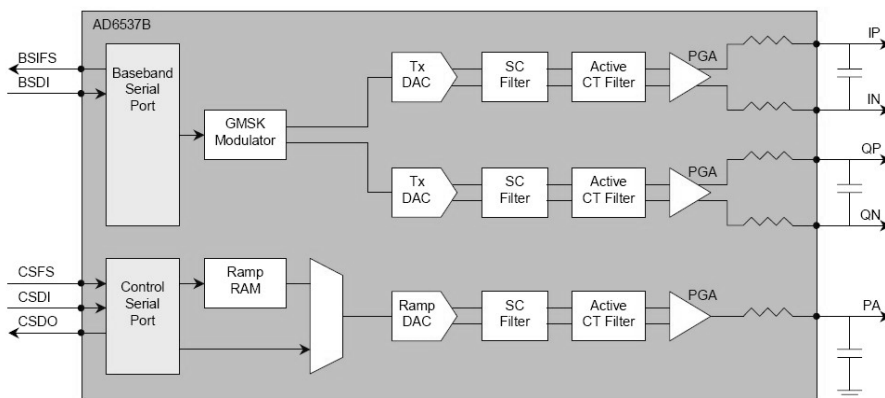 AD6537B
BSIFS
BSDI
Baseband
Serial
Port
GMSK
Modulator
Tx
DAC
SC
Filter
Active
CT Filter
PGA
IP
IN
Tx
DAC
SC
Filter
Active
CT Filter
PGA
QP
QN
CSFS
CSDI
CSDO
Control
Serial
Port
Ramp
RAM
Ramp
DAC
SC
Filter
Active
CT Filter
PGA
PA